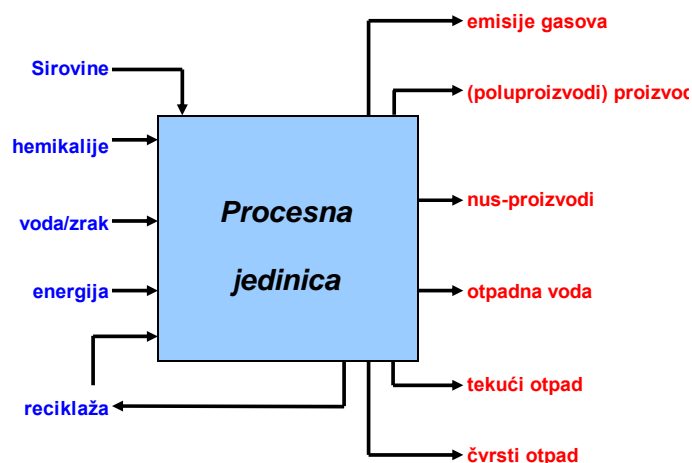 emisije gasova
Sirovine
(poluproizvodi) proizvod
hemikalije
Procesna
jedinica
nus-proizvodi
voda/zrak
energija
otpadna voda
tekući otpad
reciklaža
čvrsti otpad